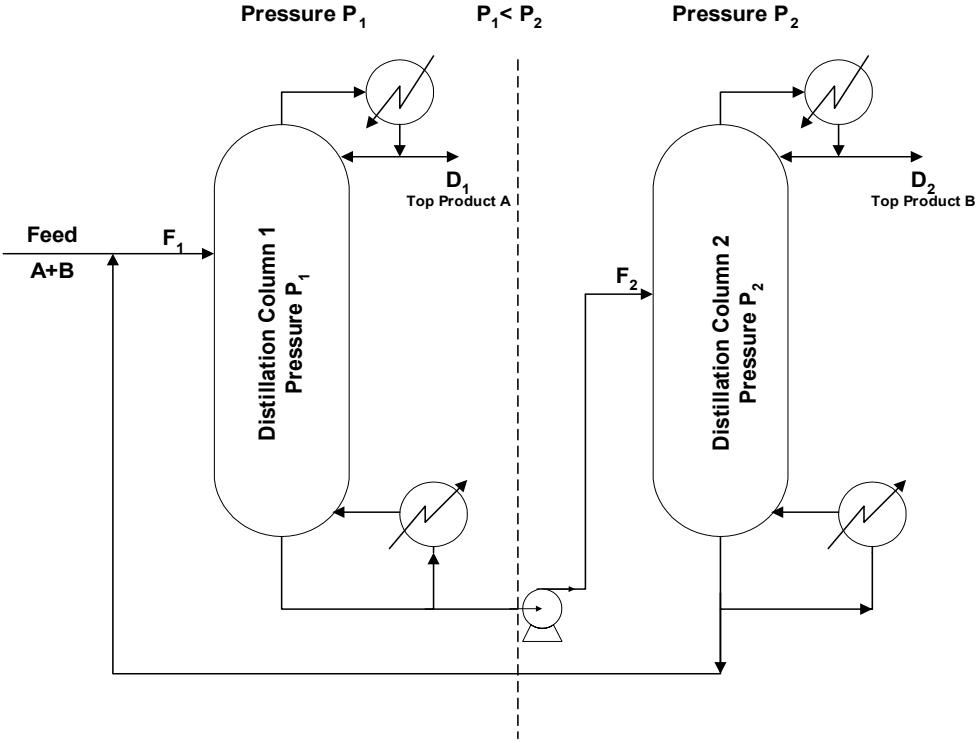 Pressure P1
P1< P2
Pressure P2
D1
Top Product A
D2
Top Product B
Feed
A+B
F1
Distillation Column 1
Pressure P1
F2
Distillation Column 2
Pressure P2